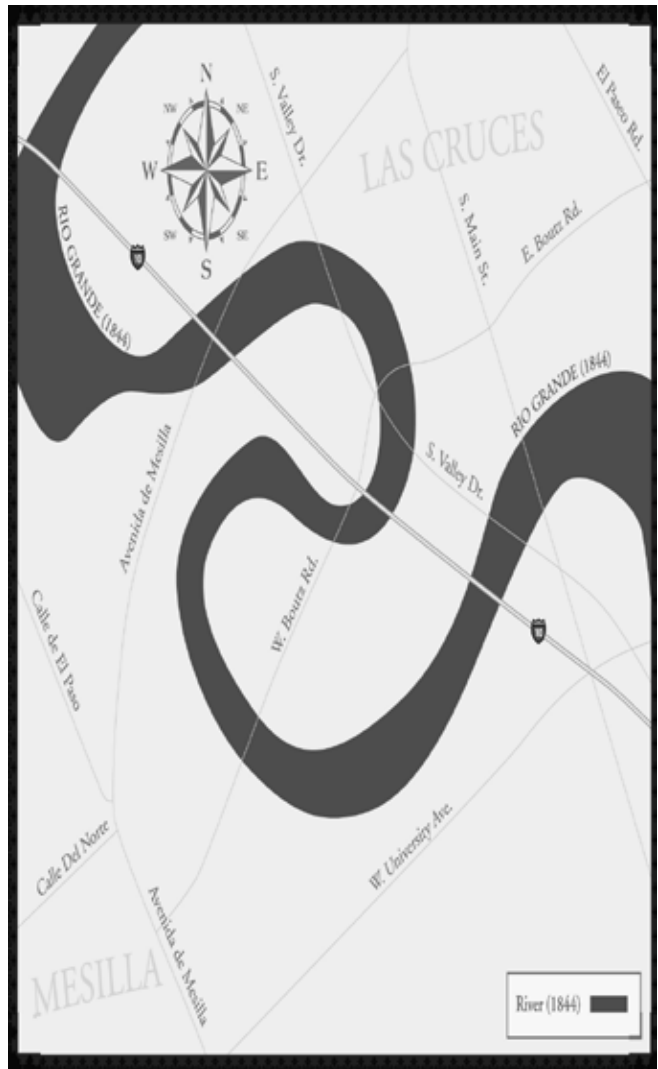 N
NW
NE
W
E
SW
SE
S
S. Valley Dr.
El Paseo Rd.
LAS CRUCES
S. Main St.
E. Boutz Rd.
RIO GRANDE (1844)
10
RIO GRANDE (1844)
Avenida de Mesilla
S. Valley Dr.
W. Boutz Rd.
Calle de El Paso
10
W. University Ave.
Calle Del Norte
Avenida de Mesilla
MESILLA
River (1844)